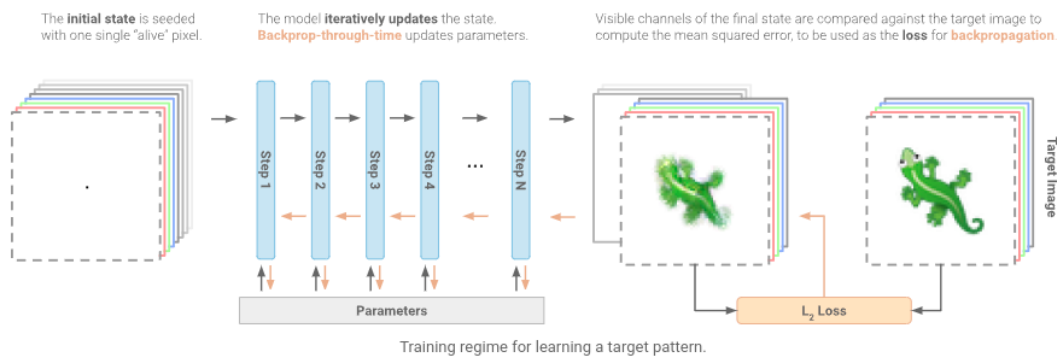 The initial state is seeded
with one single “alive” pixel.
The model iteratively updates the state.
Backprop-through-time updates parameters.
Visible channels of the final state are compared against the target image to
compute the mean squared error, to be used as the loss for backpropagation.
Step 1
Step 2
Step 3
Step 4
...
Step N
Target Image
Parameters
L₂ Loss
Training regime for learning a target pattern.